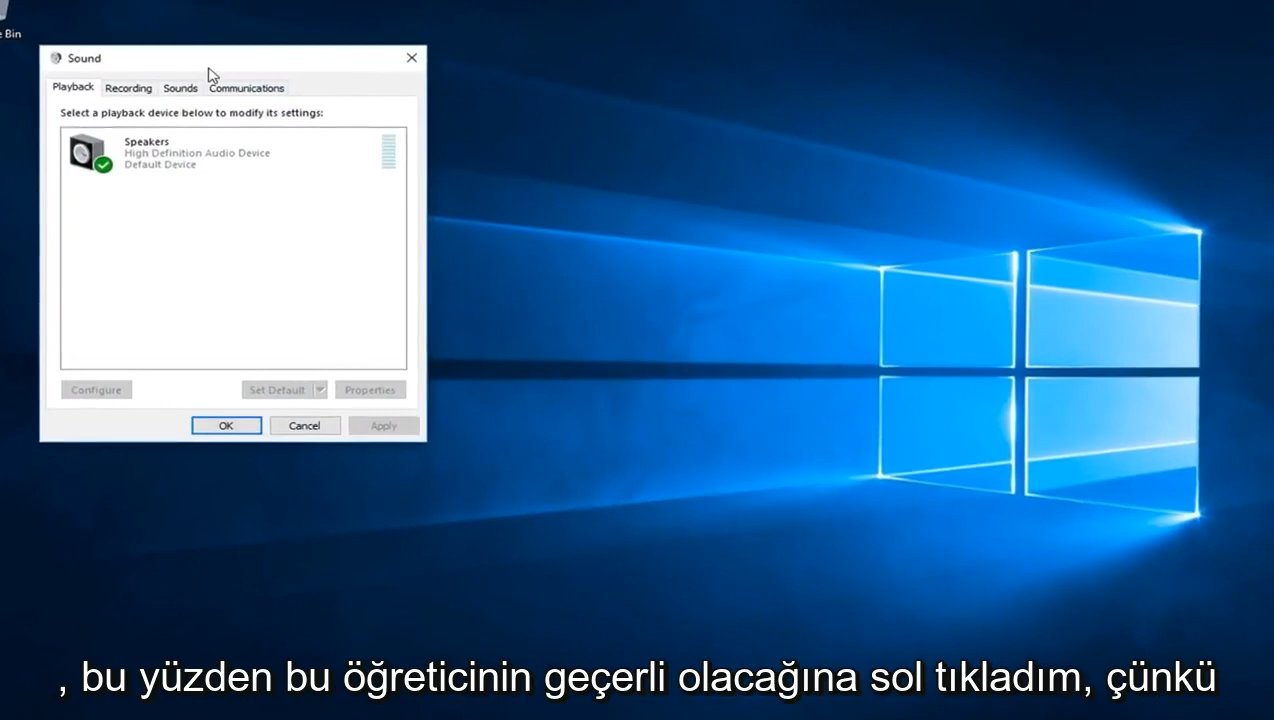 e Bin
Sound
Playback Recording Sounds Communications
Select a playback device below to modify its settings:
Speakers
High Definition Audio Device
Default Device
Configure Set Default Properties
OK Cancel Apply
, bu yüzden bu öğreticinin geçerli olacağına sol tıkladım, çünkü